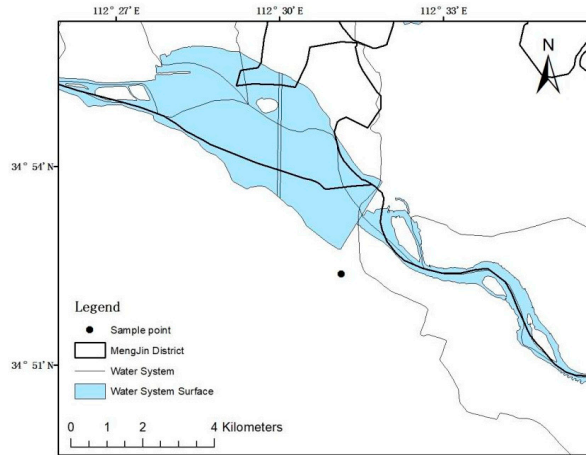 112° 27′ E 112° 30′ E 112° 33′ E
N
34° 54′ N
34° 51′ N
Legend
Sample point
MengJin District
Water System
Water System Surface
0 1 2 4 Kilometers